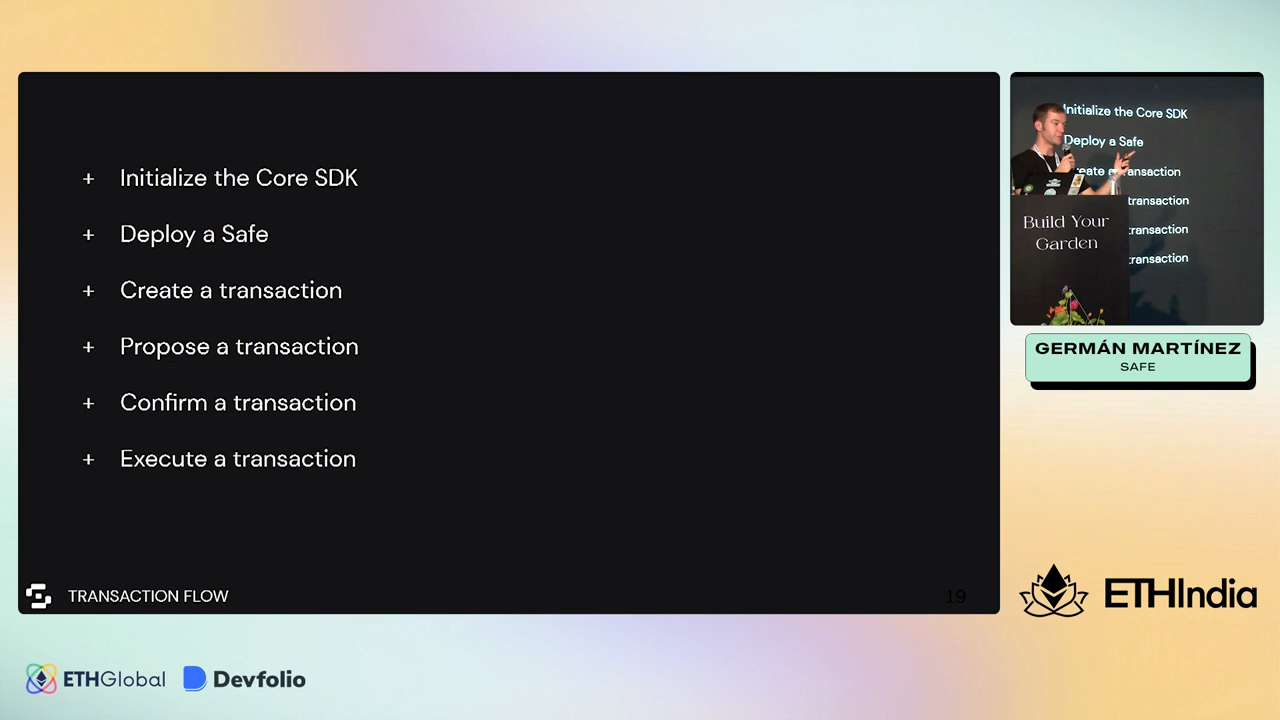 + Initialize the Core SDK
+ Deploy a Safe
+ Create a transaction
+ Propose a transaction
+ Confirm a transaction
+ Execute a transaction
TRANSACTION FLOW
19
Initialize the Core SDK
Deploy a Safe
transaction
transaction
transaction
Build Your
Garden
GERMÁN MARTÍNEZ
SAFE
ETHIndia
ETHGlobal
Devfolio